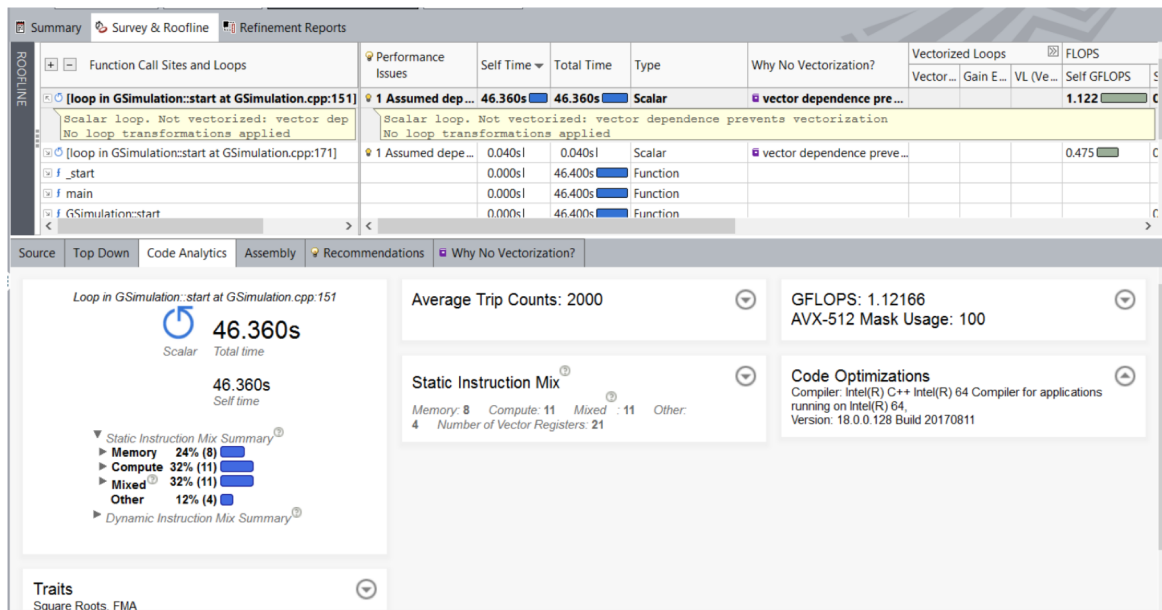 Summary Survey & Roofline Refinement Reports
ROOFLINE
+ - Function Call Sites and Loops Performance Issues Self Time Total Time Type Why No Vectorization? Vectorized Loops FLOPS
Vector... Gain E... VL (Ve... Self GFLOPS S
[loop in GSimulation::start at GSimulation.cpp:151] 1 Assumed dep... 46.360s 46.360s Scalar vector dependence pre... 1.122
Scalar loop. Not vectorized: vector dep Scalar loop. Not vectorized: vector dependence prevents vectorization
No loop transformations applied No loop transformations applied
[loop in GSimulation::start at GSimulation.cpp:171] 1 Assumed depe... 0.040s 0.040s Scalar vector dependence preve... 0.475
f _start 0.000s 46.400s Function
f main 0.000s 46.400s Function
f GSimulation::start 0.000s 46.400s Function
Source Top Down Code Analytics Assembly Recommendations Why No Vectorization?
Loop in GSimulation::start at GSimulation.cpp:151
46.360s
Scalar Total time
46.360s
Self time
Static Instruction Mix Summary
Memory 24% (8)
Compute 32% (11)
Mixed 32% (11)
Other 12% (4)
Dynamic Instruction Mix Summary
Traits
Square Roots, FMA
Average Trip Counts: 2000
Static Instruction Mix
Memory: 8 Compute: 11 Mixed : 11 Other:
4 Number of Vector Registers: 21
GFLOPS: 1.12166
AVX-512 Mask Usage: 100
Code Optimizations
Compiler: Intel(R) C++ Intel(R) 64 Compiler for applications
running on Intel(R) 64,
Version: 18.0.0.128 Build 20170811